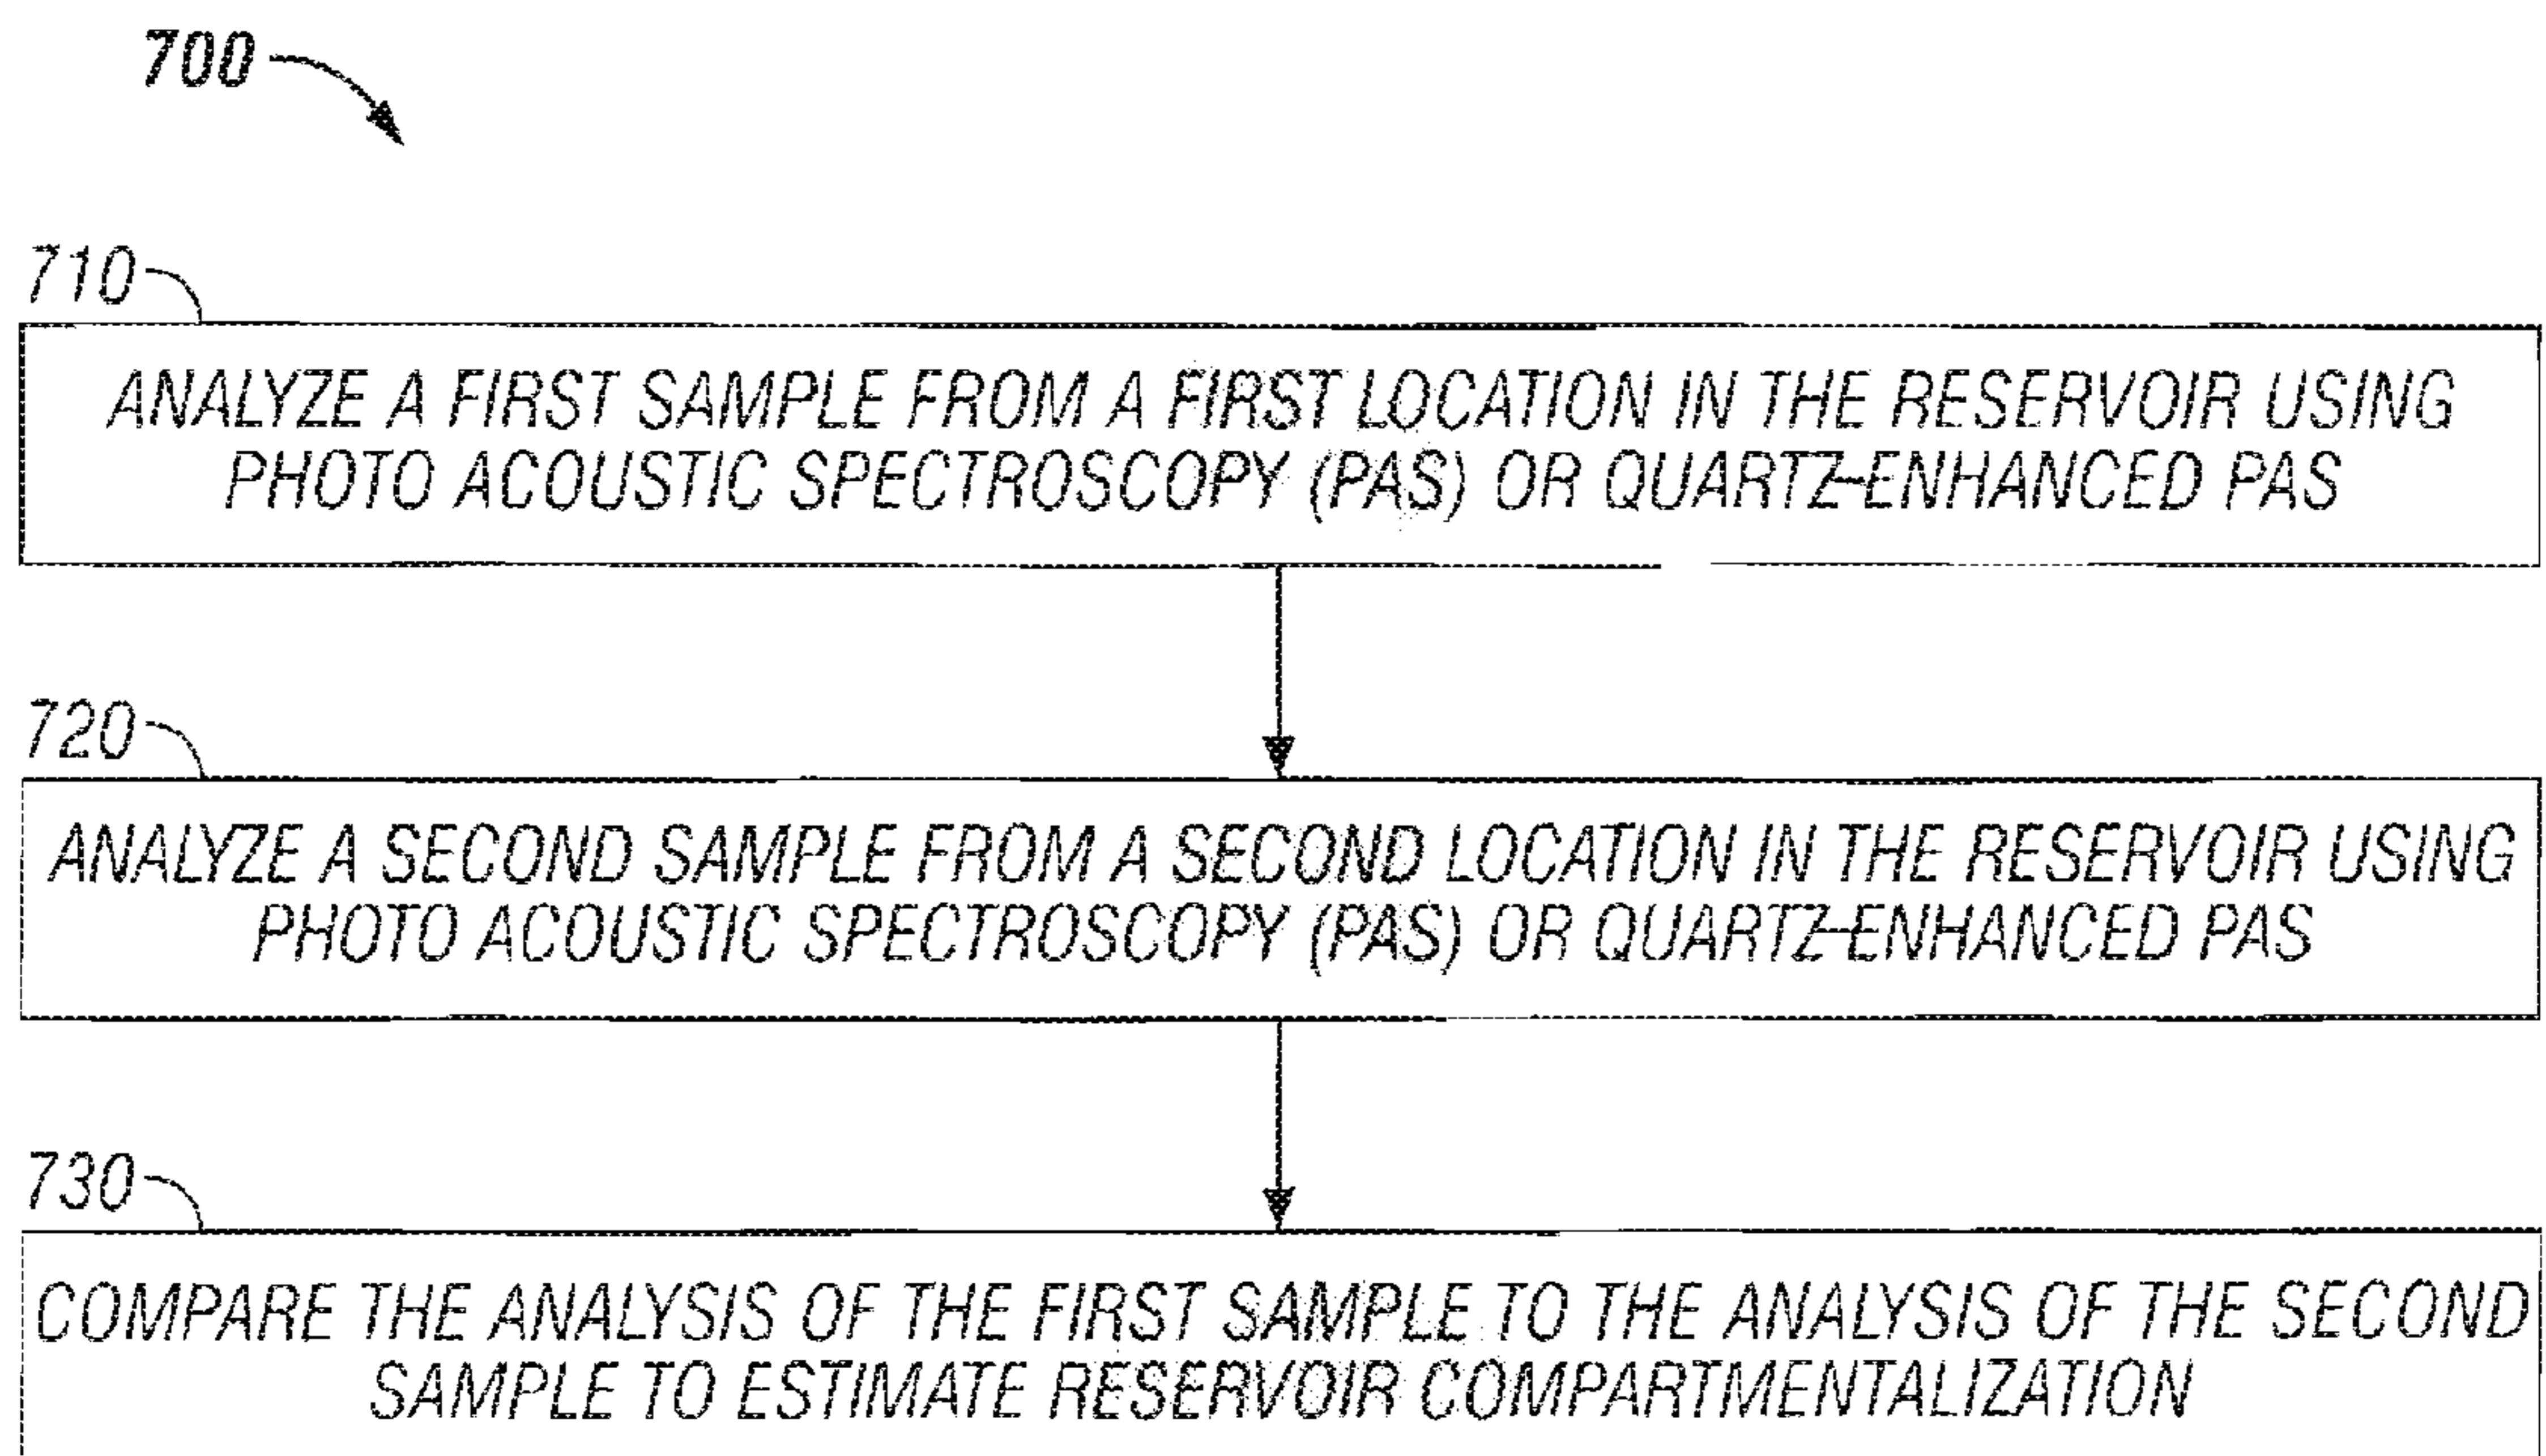 700
710
ANALYZE A FIRST SAMPLE FROM A FIRST LOCATION IN THE RESERVOIR USING
PHOTO ACOUSTIC SPECTROSCOPY (PAS) OR QUARTZ-ENHANCED PAS
720
ANALYZE A SECOND SAMPLE FROM A SECOND LOCATION IN THE RESERVOIR USING
PHOTO ACOUSTIC SPECTROSCOPY (PAS) OR QUARTZ-ENHANCED PAS
730
COMPARE THE ANALYSIS OF THE FIRST SAMPLE TO THE ANALYSIS OF THE SECOND
SAMPLE TO ESTIMATE RESERVOIR COMPARTMENTALIZATION